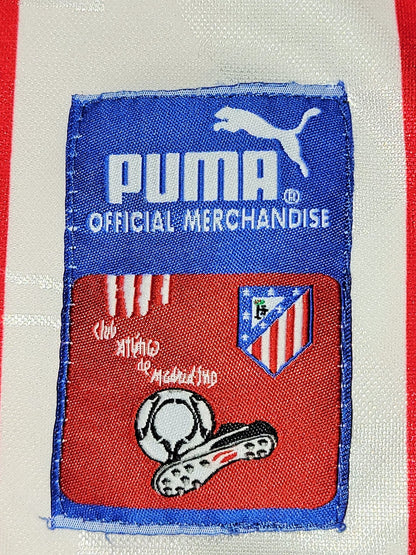 PUMA®
OFFICIAL MERCHANDISE
Club
Atlético
de
Madrid SAD